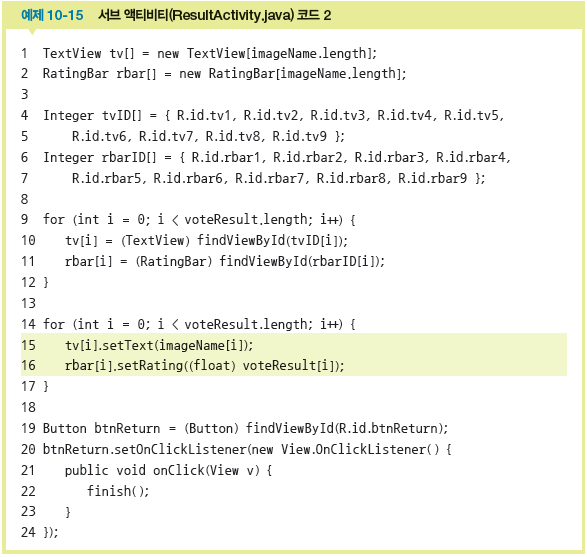 예제 10-15 서브 액티비티(ResultActivity.java) 코드 2
1 TextView tv[] = new TextView[imageName.length];
2 RatingBar rbar[] = new RatingBar[imageName.length];
3
4 Integer tvID[] = { R.id.tv1, R.id.tv2, R.id.tv3, R.id.tv4, R.id.tv5,
5 R.id.tv6, R.id.tv7, R.id.tv8, R.id.tv9 };
6 Integer rbarID[] = { R.id.rbar1, R.id.rbar2, R.id.rbar3, R.id.rbar4,
7 R.id.rbar5, R.id.rbar6, R.id.rbar7, R.id.rbar8, R.id.rbar9 };
8
9 for (int i = 0; i < voteResult.length; i++) {
10 tv[i] = (TextView) findViewById(tvID[i]);
11 rbar[i] = (RatingBar) findViewById(rbarID[i]);
12 }
13
14 for (int i = 0; i < voteResult.length; i++) {
15 tv[i].setText(imageName[i]);
16 rbar[i].setRating((float) voteResult[i]);
17 }
18
19 Button btnReturn = (Button) findViewById(R.id.btnReturn);
20 btnReturn.setOnClickListener(new View.OnClickListener() {
21 public void onClick(View v) {
22 finish();
23 }
24 });